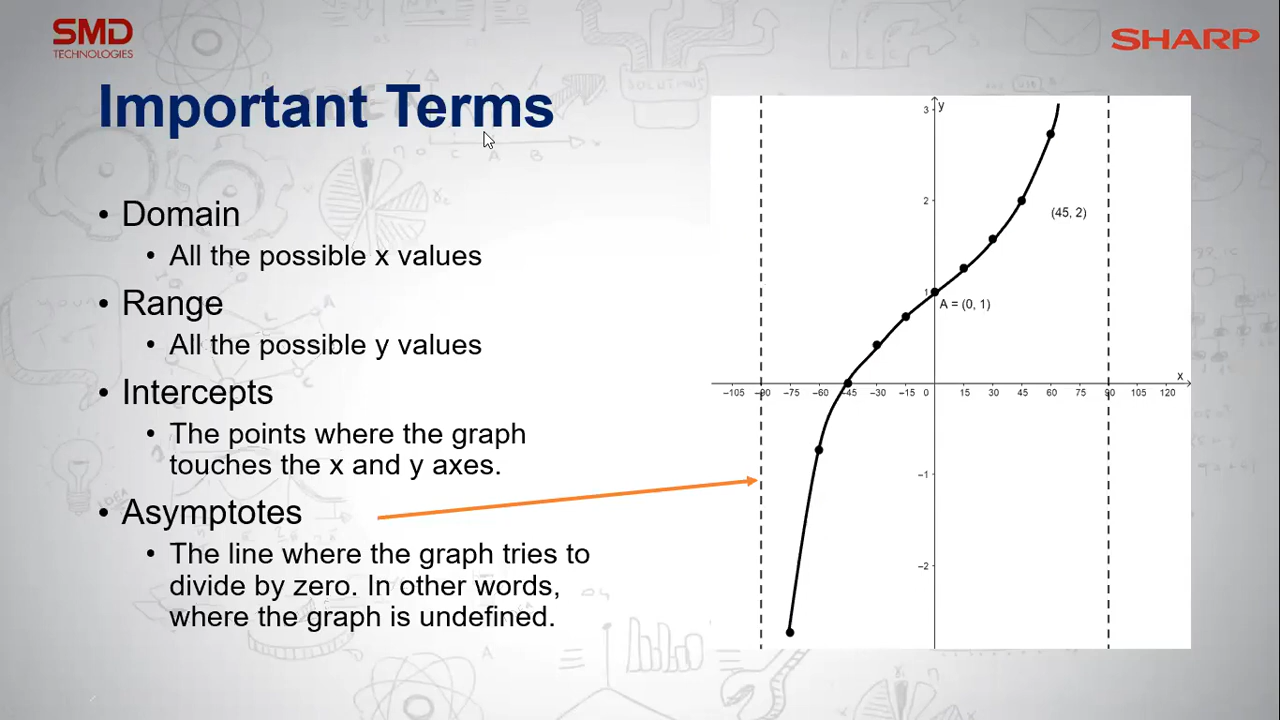 SMD
TECHNOLOGIES
SHARP
Important Terms
• Domain
• All the possible x values
• Range
• All the possible y values
• Intercepts
• The points where the graph
touches the x and y axes.
• Asymptotes
• The line where the graph tries to
divide by zero. In other words,
where the graph is undefined.
y
3
2
(45, 2)
1
A = (0, 1)
x
−105 −90 −75 −60 −45 −30 −15 0 15 30 45 60 75 90 105 120
−1
−2
SOLUTIONS
IDEA